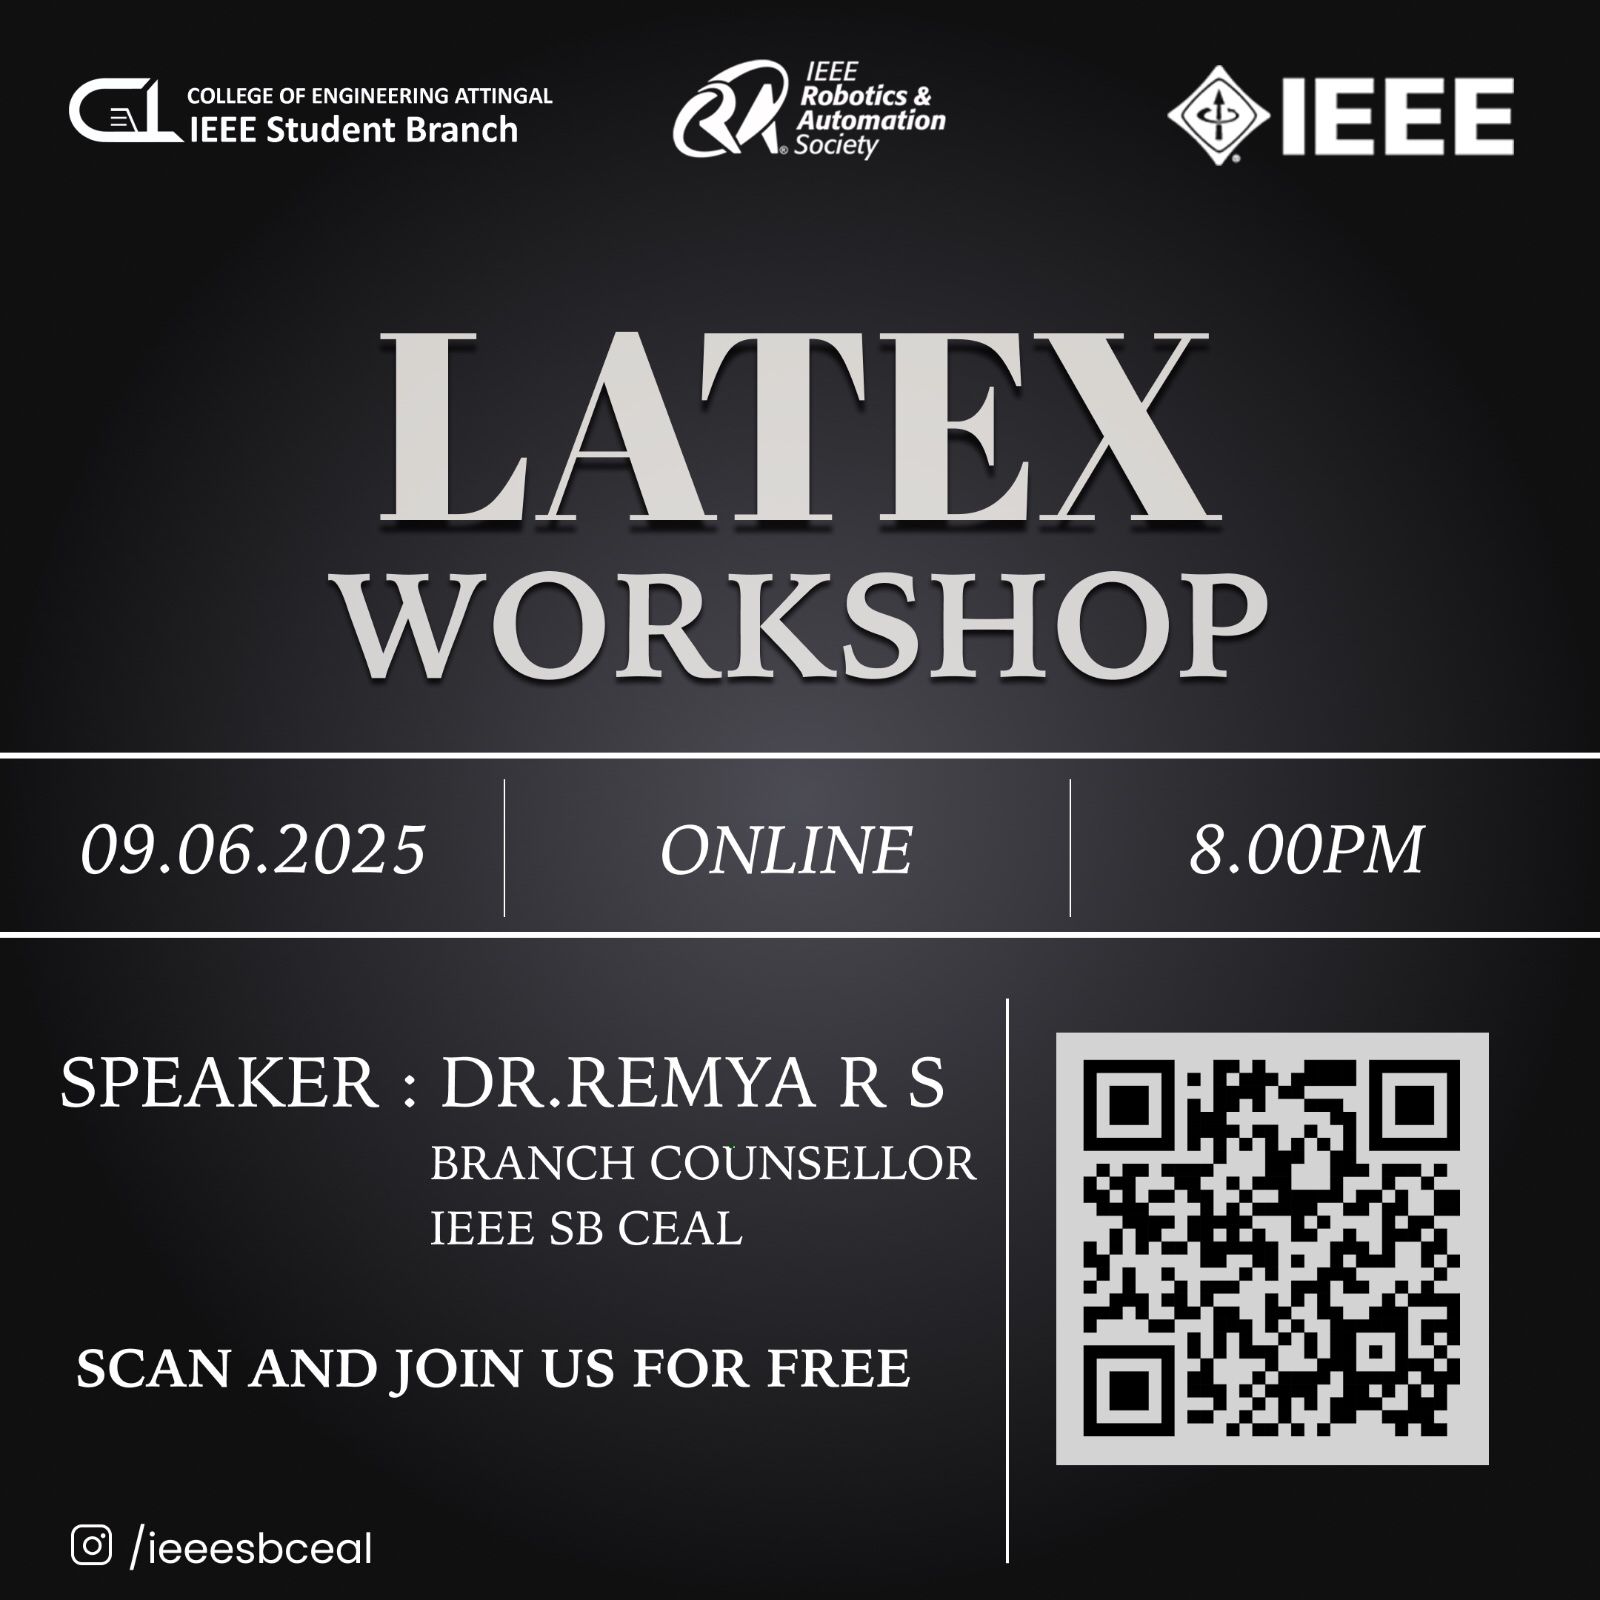 COLLEGE OF ENGINEERING ATTINGAL
IEEE Student Branch
IEEE
Robotics &
Automation
Society
IEEE
LATEX
WORKSHOP
09.06.2025
ONLINE
8.00PM
SPEAKER : DR.REMYA R S
BRANCH COUNSELLOR
IEEE SB CEAL
SCAN AND JOIN US FOR FREE
/ieeesbceal